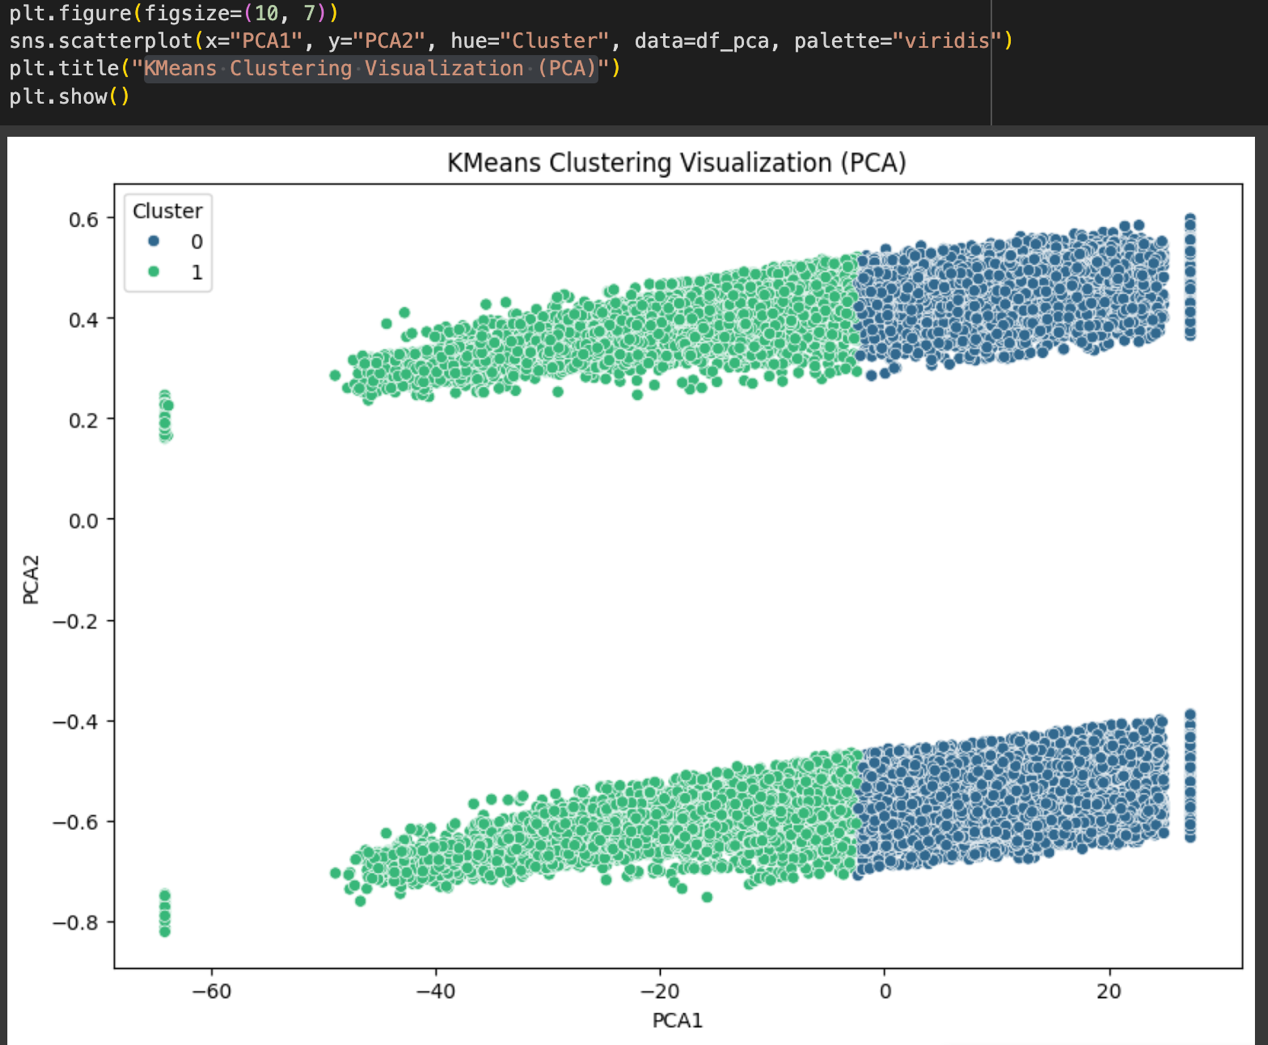 plt.figure(figsize=(10, 7))
sns.scatterplot(x="PCA1", y="PCA2", hue="Cluster", data=df_pca, palette="viridis")
plt.title("KMeans Clustering Visualization (PCA)")
plt.show()
KMeans Clustering Visualization (PCA)
Cluster
0
1
0.6
0.4
0.2
0.0
−0.2
−0.4
−0.6
−0.8
PCA2
−60
−40
−20
0
20
PCA1